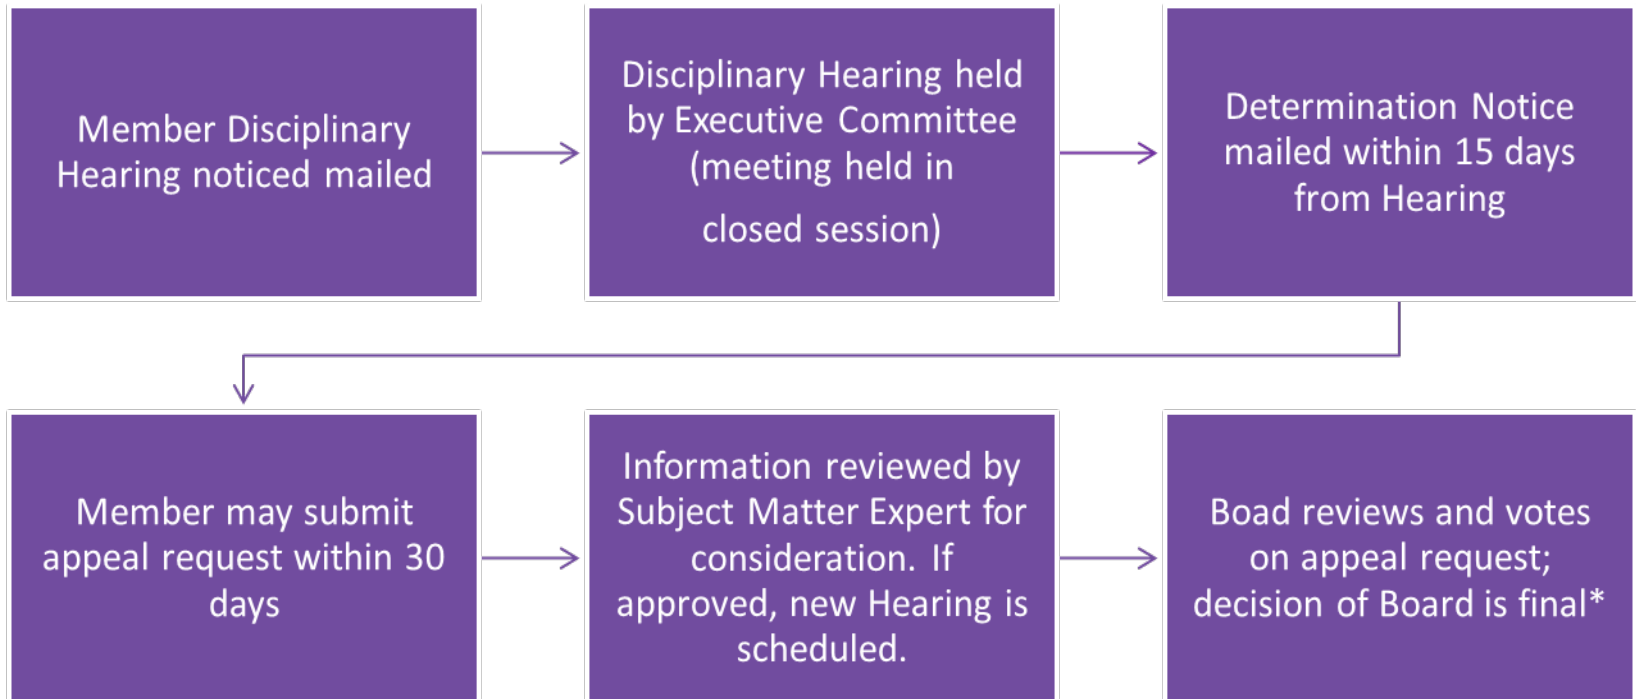 Member Disciplinary
Hearing noticed mailed
Disciplinary Hearing held
by Executive Committee
(meeting held in
closed session)
Determination Notice
mailed within 15 days
from Hearing
Member may submit
appeal request within 30
days
Information reviewed by
Subject Matter Expert for
consideration. If
approved, new Hearing is
scheduled.
Boad reviews and votes
on appeal request;
decision of Board is final*